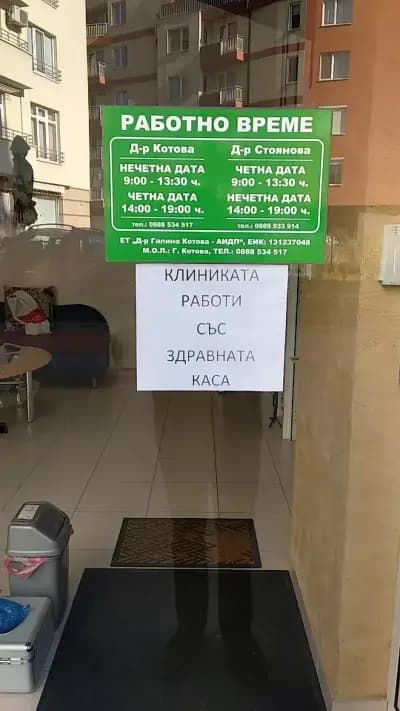 РАБОТНО ВРЕМЕ
Д-р Котова
НЕЧЕТНА ДАТА
9:00 - 13:30 ч.
ЧЕТНА ДАТА
14:00 - 19:00 ч.
тел.: 0888 534 517
Д-р Стоянова
ЧЕТНА ДАТА
9:00 - 13:30 ч.
НЕЧЕТНА ДАТА
14:00 - 19:00 ч.
тел.: 0889 933 914
ЕТ „Д-р Галина Котова - АИДП“, ЕИК: 131237048
М.О.Л.: Г. Котова, ТЕЛ.: 0888 534 517
КЛИНИКАТА
РАБОТИ
СЪС
ЗДРАВНАТА
КАСА